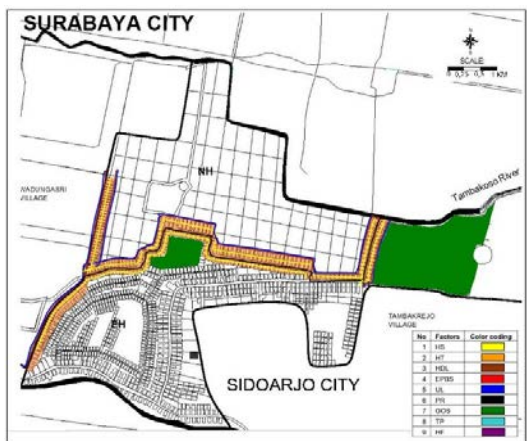 SURABAYA CITY
N
SCALE
0 0,25 0,5 1 KM
NH
WADUNGASRI
VILLAGE
Tambakoso River
EH
TAMBAKREJO
VILLAGE
SIDOARJO CITY
No Factors Color coding
1 HS
2 HT
3 HDL
4 EPBS
5 UL
6 PR
7 GOS
8 TP
9 HF